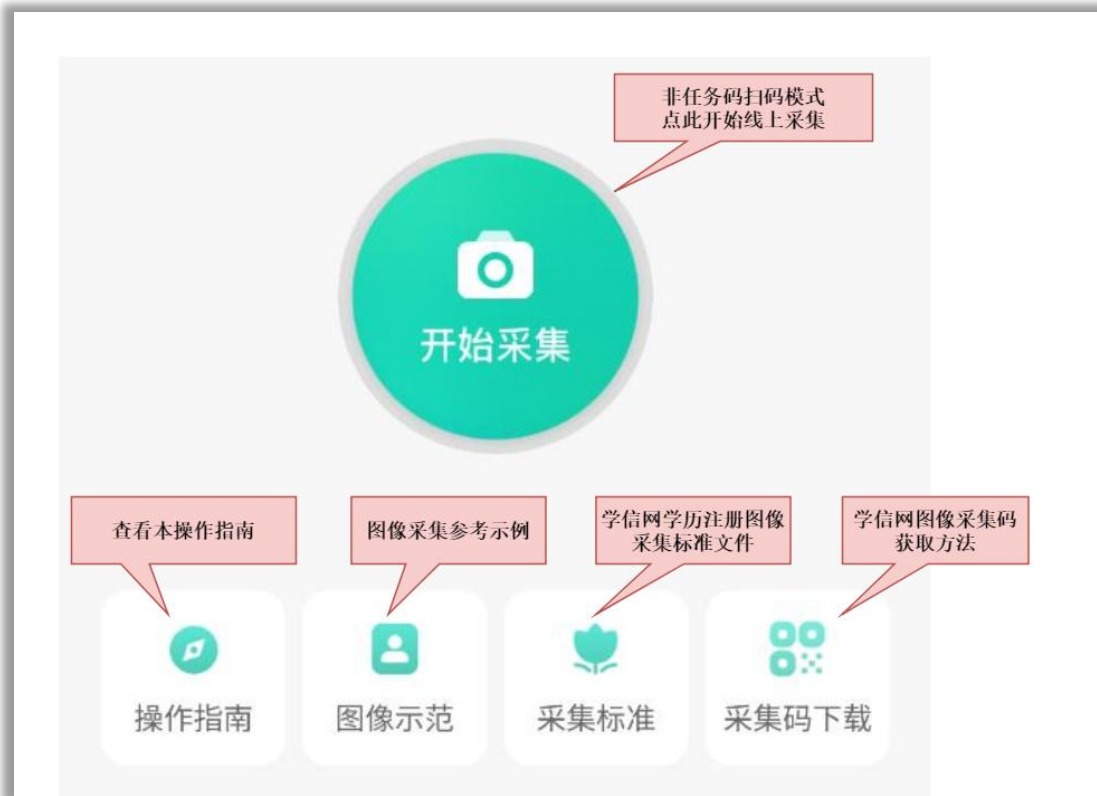 非任务码扫码模式
点此开始线上采集
开始采集
查看本操作指南
图像采集参考示例
学信网学历注册图像
采集标准文件
学信网图像采集码
获取方法
操作指南
图像示范
采集标准
采集码下载